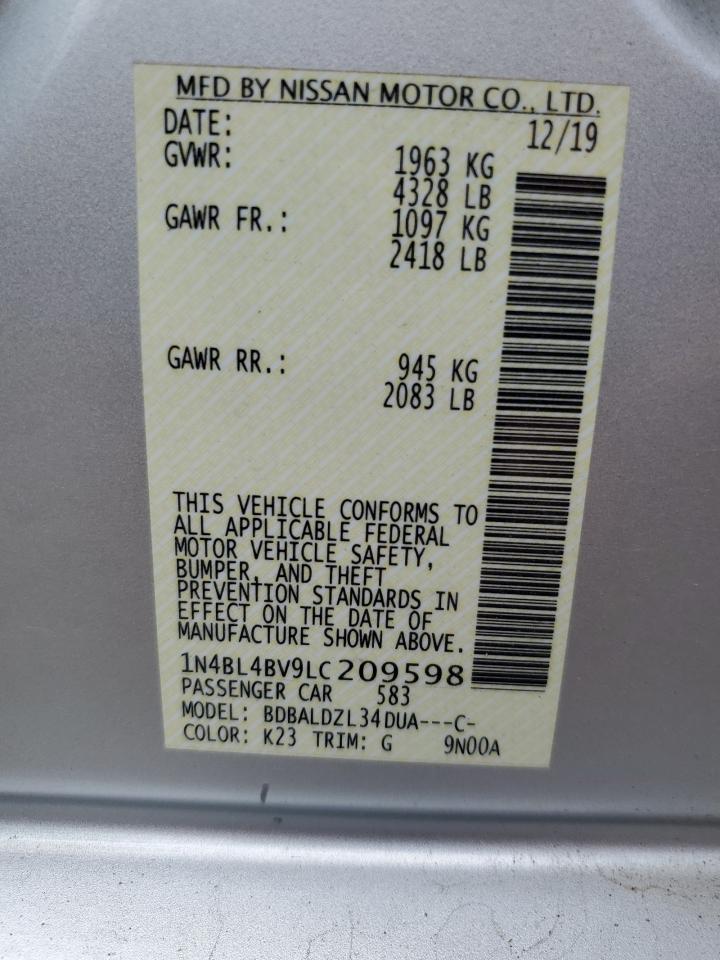 MFD BY NISSAN MOTOR CO., LTD.
DATE: 12/19
GVWR: 1963 KG
4328 LB
GAWR FR.: 1097 KG
2418 LB
GAWR RR.: 945 KG
2083 LB
THIS VEHICLE CONFORMS TO
ALL APPLICABLE FEDERAL
MOTOR VEHICLE SAFETY,
BUMPER, AND THEFT
PREVENTION STANDARDS IN
EFFECT ON THE DATE OF
MANUFACTURE SHOWN ABOVE.
1N4BL4BV9LC209598
PASSENGER CAR 583
MODEL: BDBALDZL34DUA---C-
COLOR: K23 TRIM: G 9N00A